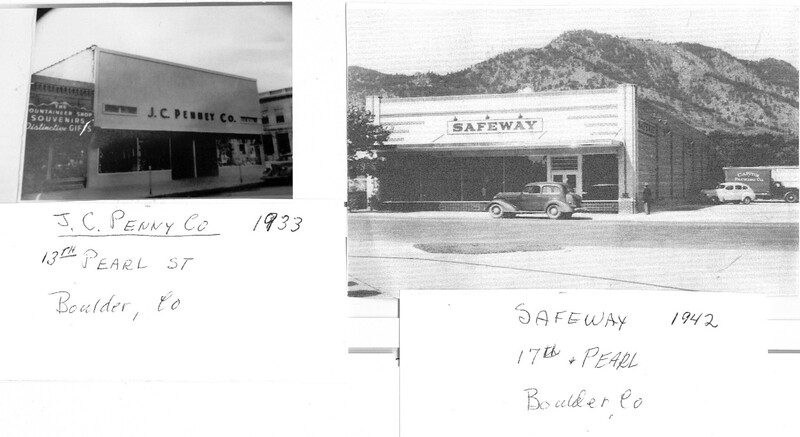 THE
MOUNTAINEER SHOP
SOUVENIRS
Distinctive GIFTS
J.C. PENNEY CO.
J.C. PENNY CO 1933
13TH PEARL ST
Boulder, Co
SAFEWAY
CAPITOL
SAFEWAY 1942
17th + PEARL
Boulder, Co